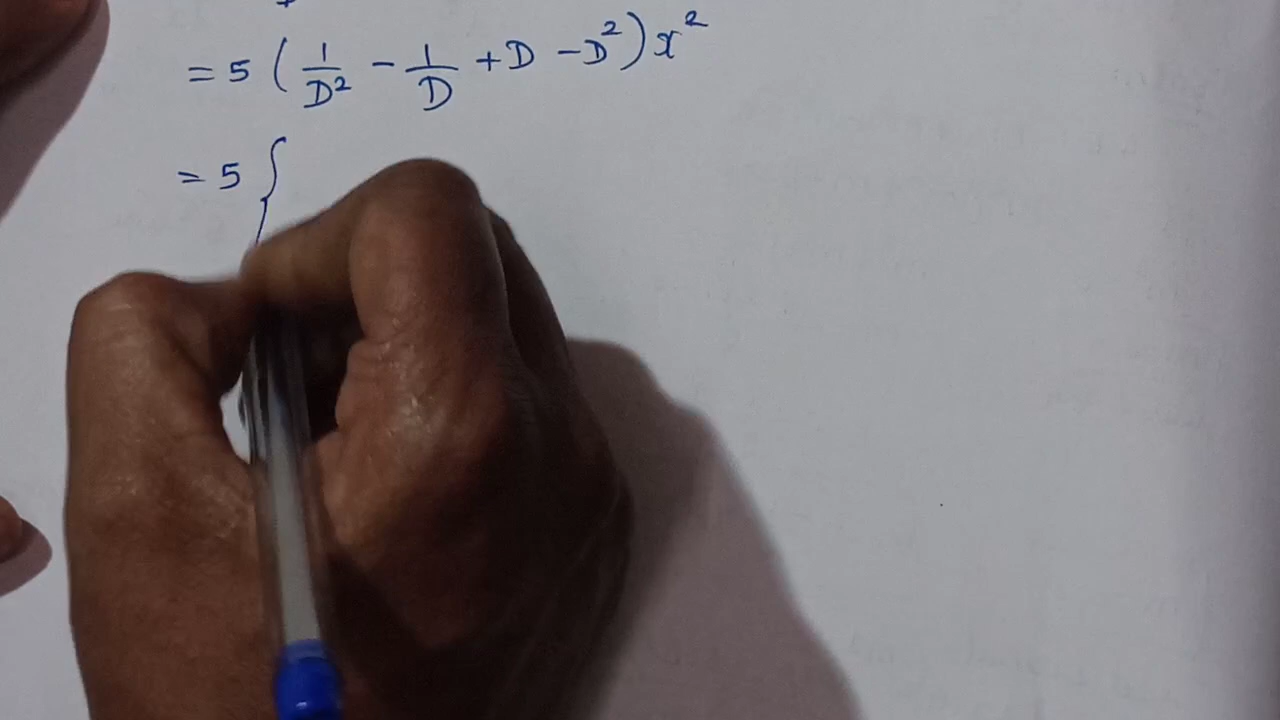 = 5 ( 1/D² - 1/D + D - D² ) x²
= 5 {